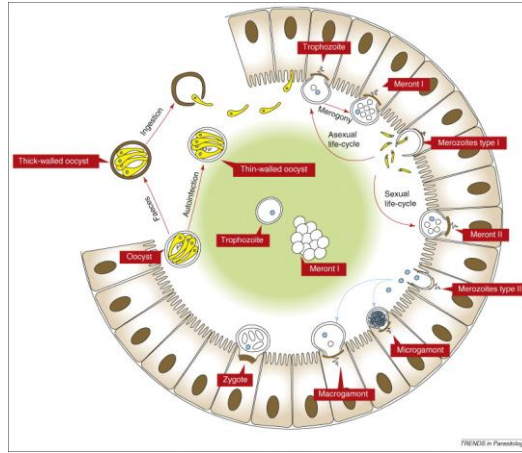 Trophozoite
Meront I
Merogony
Ingestion
Asexual
life-cycle
Merozoites type I
Thick-walled oocyst
Thin-walled oocyst
Autoinfection
Faeces
Sexual
life-cycle
Trophozoite
Meront II
Oocyst
Meront I
Merozoites type II
Microgamont
Zygote
Macrogamont
TRENDS in Parasitology